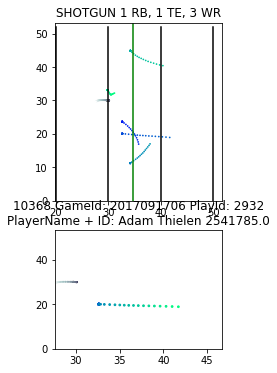 SHOTGUN 1 RB, 1 TE, 3 WR
50
40
30
20
10
0
20 30 40 50
10368 GameId: 2017091706 PlayId: 2932
PlayerName + ID: Adam Thielen 2541785.0
40
20
0
30 35 40 45